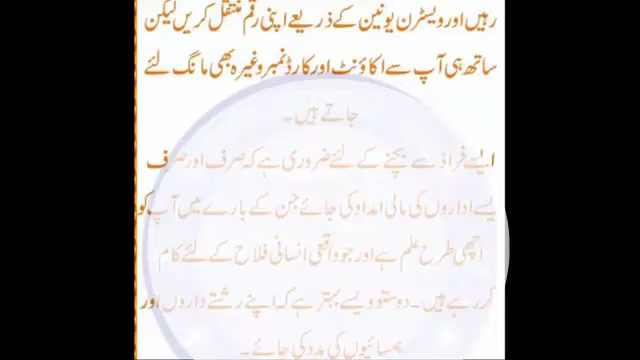 رہیں اور ویسٹرن یونین کے ذریعے اپنی رقم منتقل کریں لیکن
ساتھ ہی آپ سے اکاؤنٹ اور کارڈ نمبر وغیرہ بھی مانگ لئے
جاتے ہیں۔
ایسے فراڈ سے بچنے کے لئے ضروری ہے کہ صرف اور صرف
ایسے اداروں کی مالی امداد کی جائے جن کے بارے میں آپ کو
اچھی طرح علم ہے اور جو واقعی انسانی فلاح کے لئے کام
کر رہے ہیں۔ دوستو ویسے بہتر ہے کہ اپنے رشتے داروں اور
ہمسائیوں کی مدد کی جائے۔